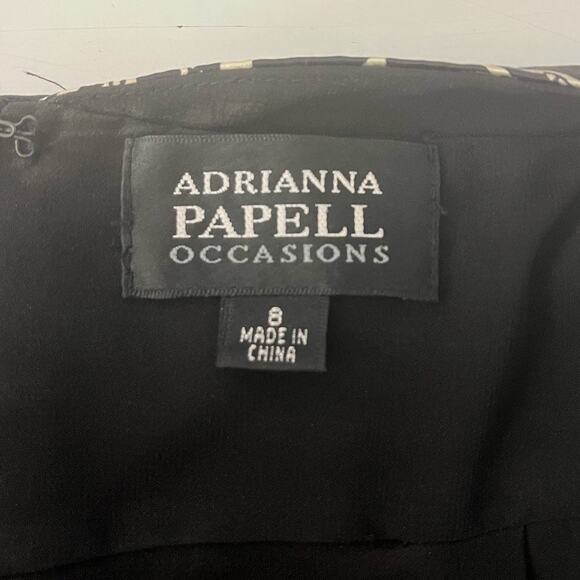 ADRIANNA
PAPELL
OCCASIONS
8
MADE IN
CHINA